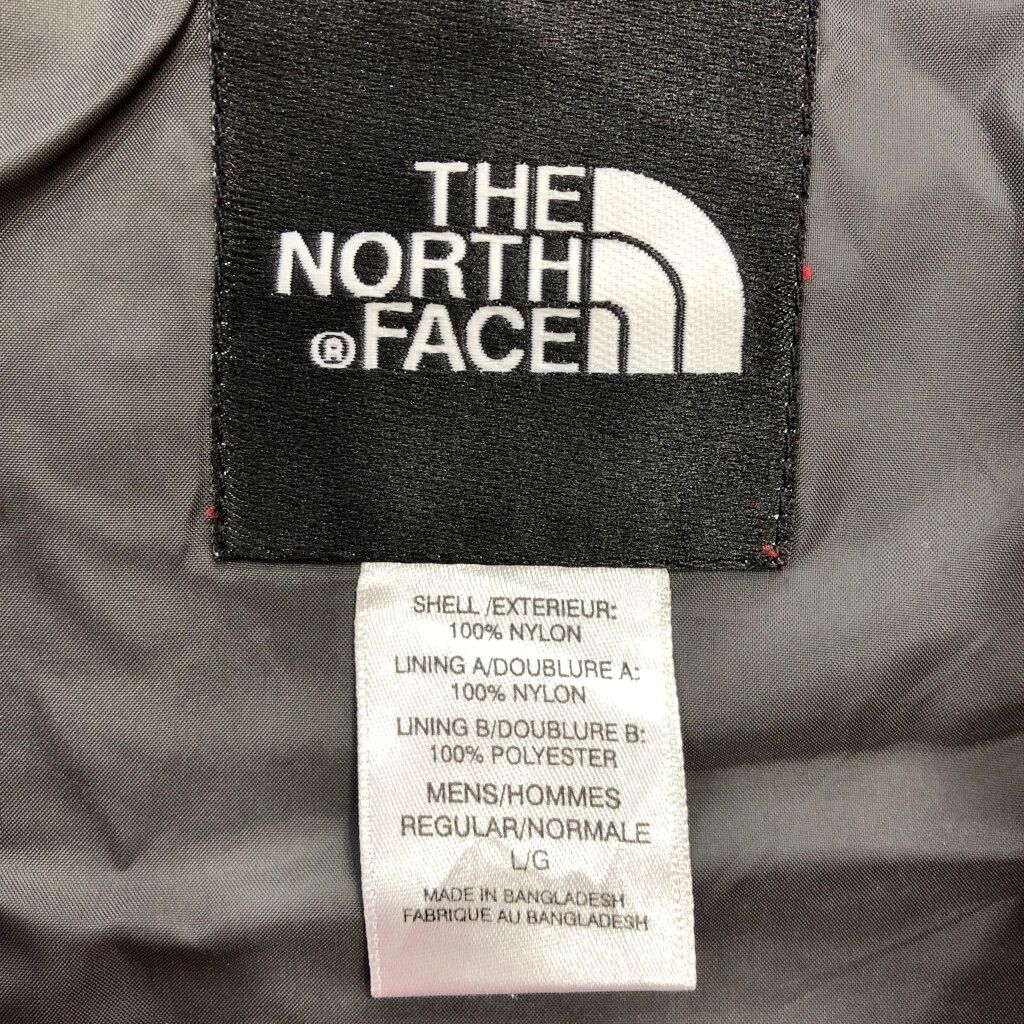 THE
NORTH
® FACE
SHELL /EXTERIEUR:
100% NYLON
LINING A/DOUBLURE A:
100% NYLON
LINING B/DOUBLURE B:
100% POLYESTER
MENS/HOMMES
REGULAR/NORMALE
L/G
MADE IN BANGLADESH
FABRIQUE AU BANGLADESH